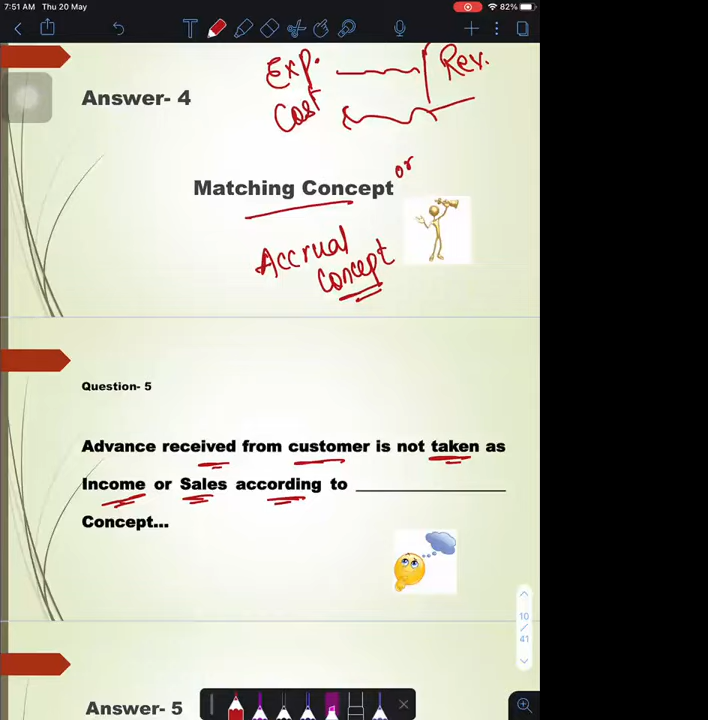 7:51 AM Thu 20 May
82%
Exp. Rev.
Cost
Answer- 4
Matching Concept or
Accrual
Concept
Question- 5
Advance received from customer is not taken as
Income or Sales according to ____________________
Concept...
10
/
41
Answer- 5